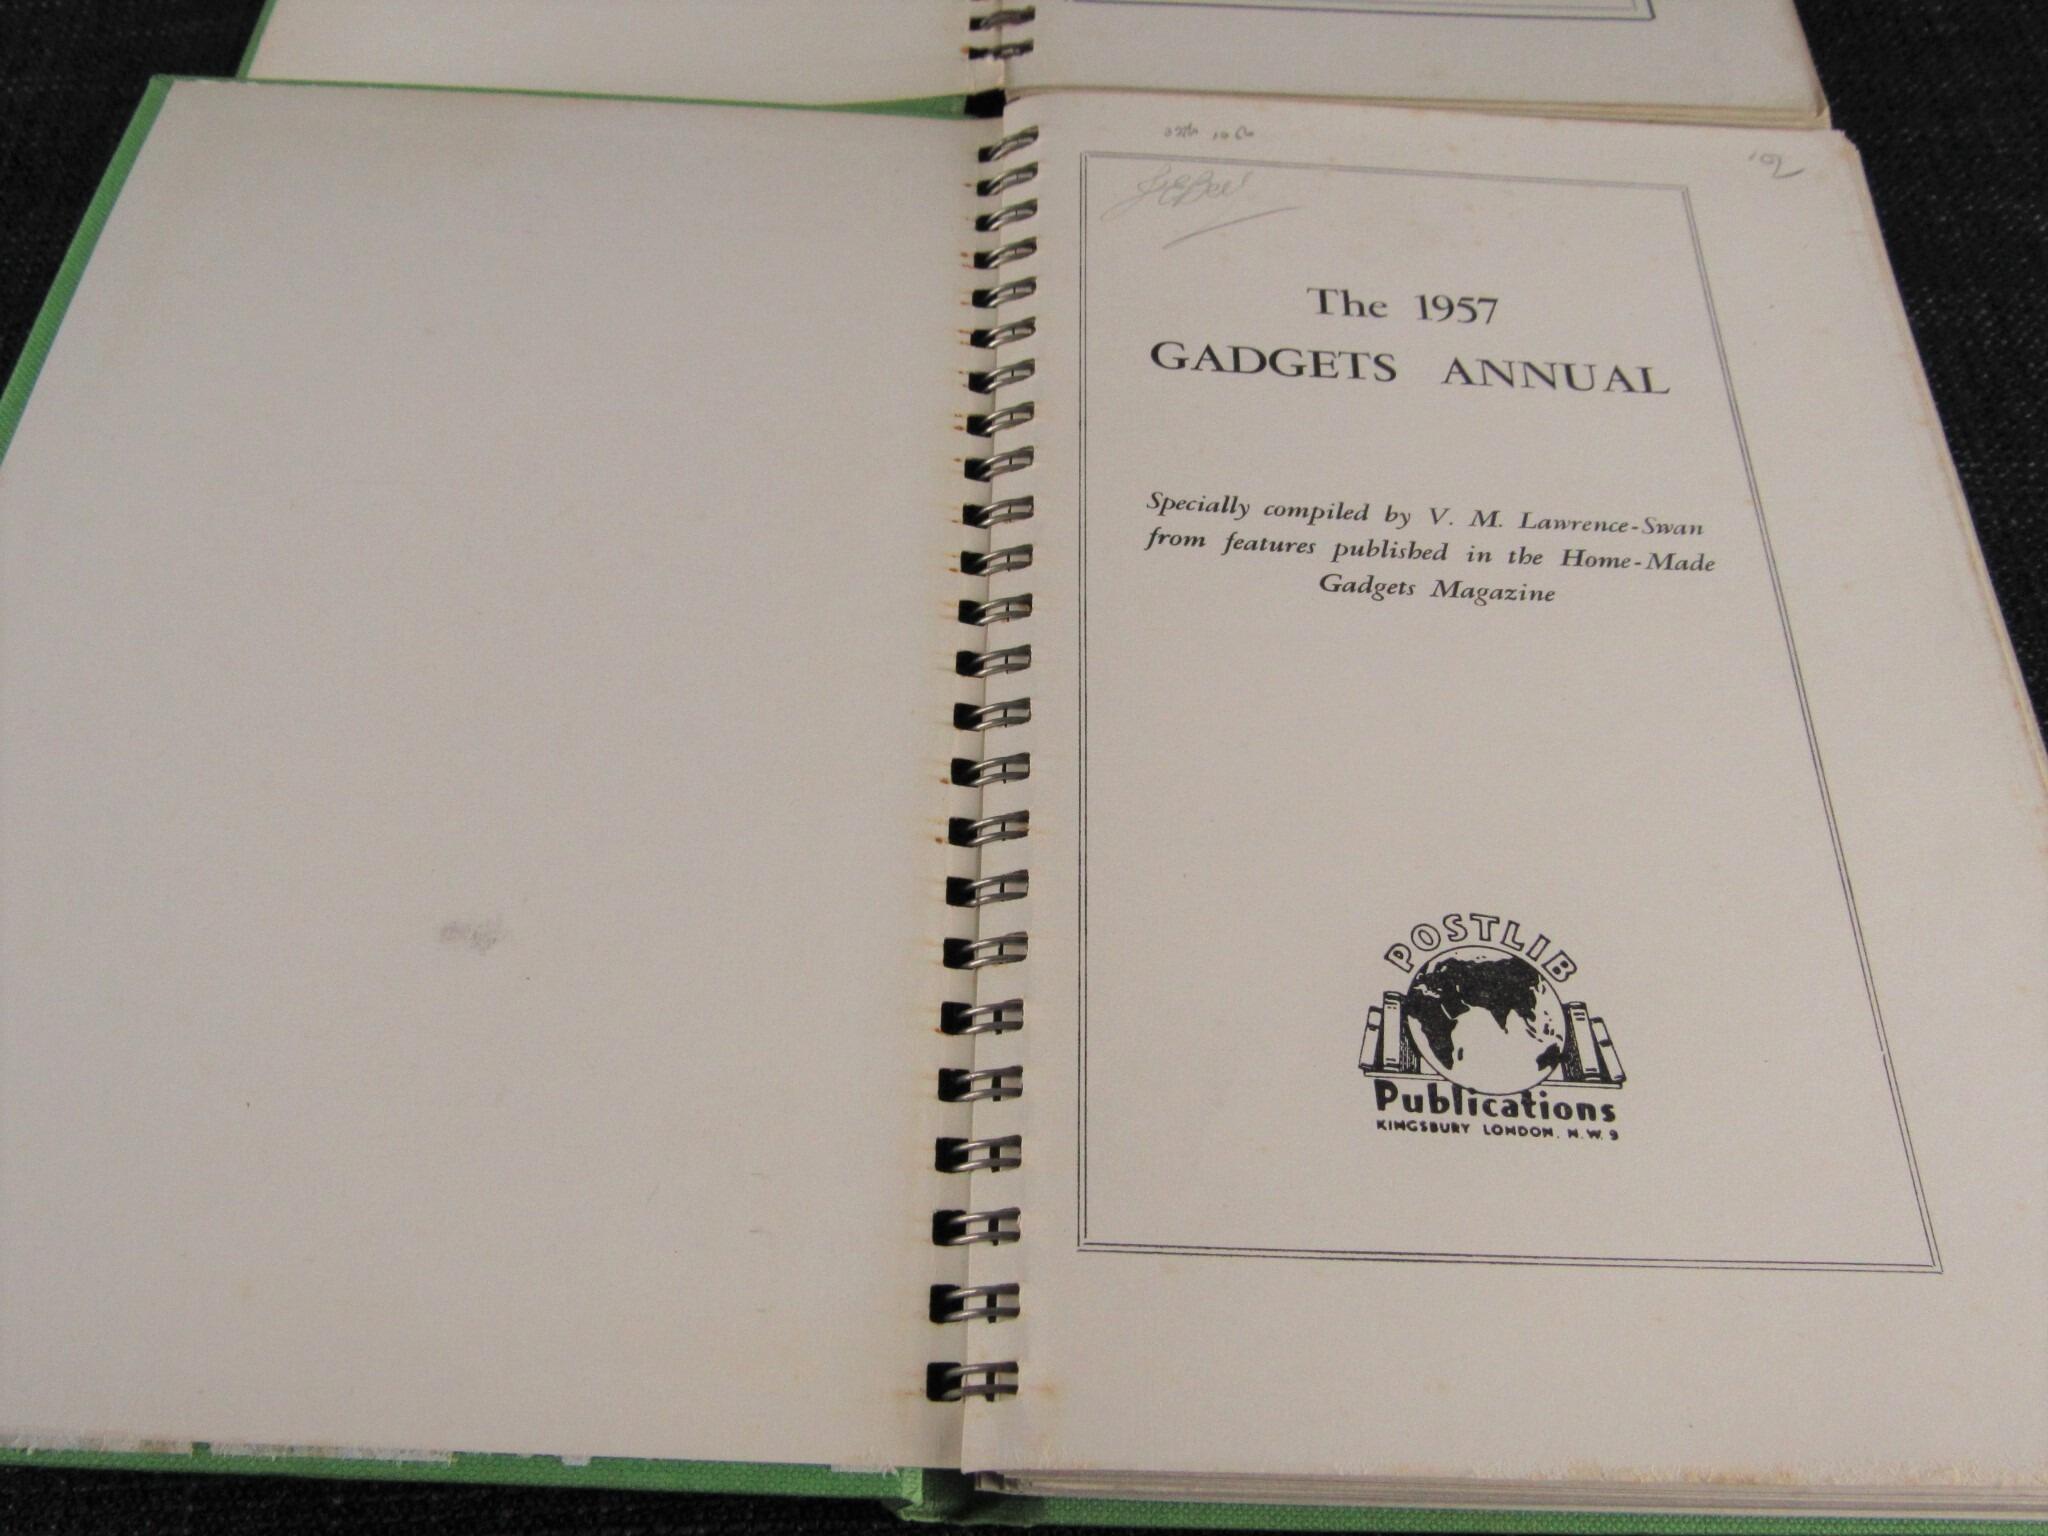 The 1957
GADGETS ANNUAL
Specially compiled by V. M. Lawrence-Swan
from features published in the Home-Made
Gadgets Magazine
POSTLIB
Publications
KINGSBURY LONDON. N.W. 9